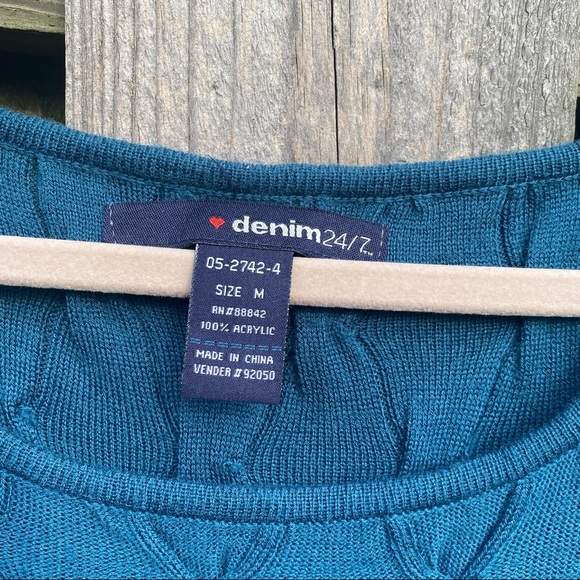 denim24/7
05-2742-4
SIZE M
RN#88842
100% ACRYLIC
MADE IN CHINA
VENDER # 92050